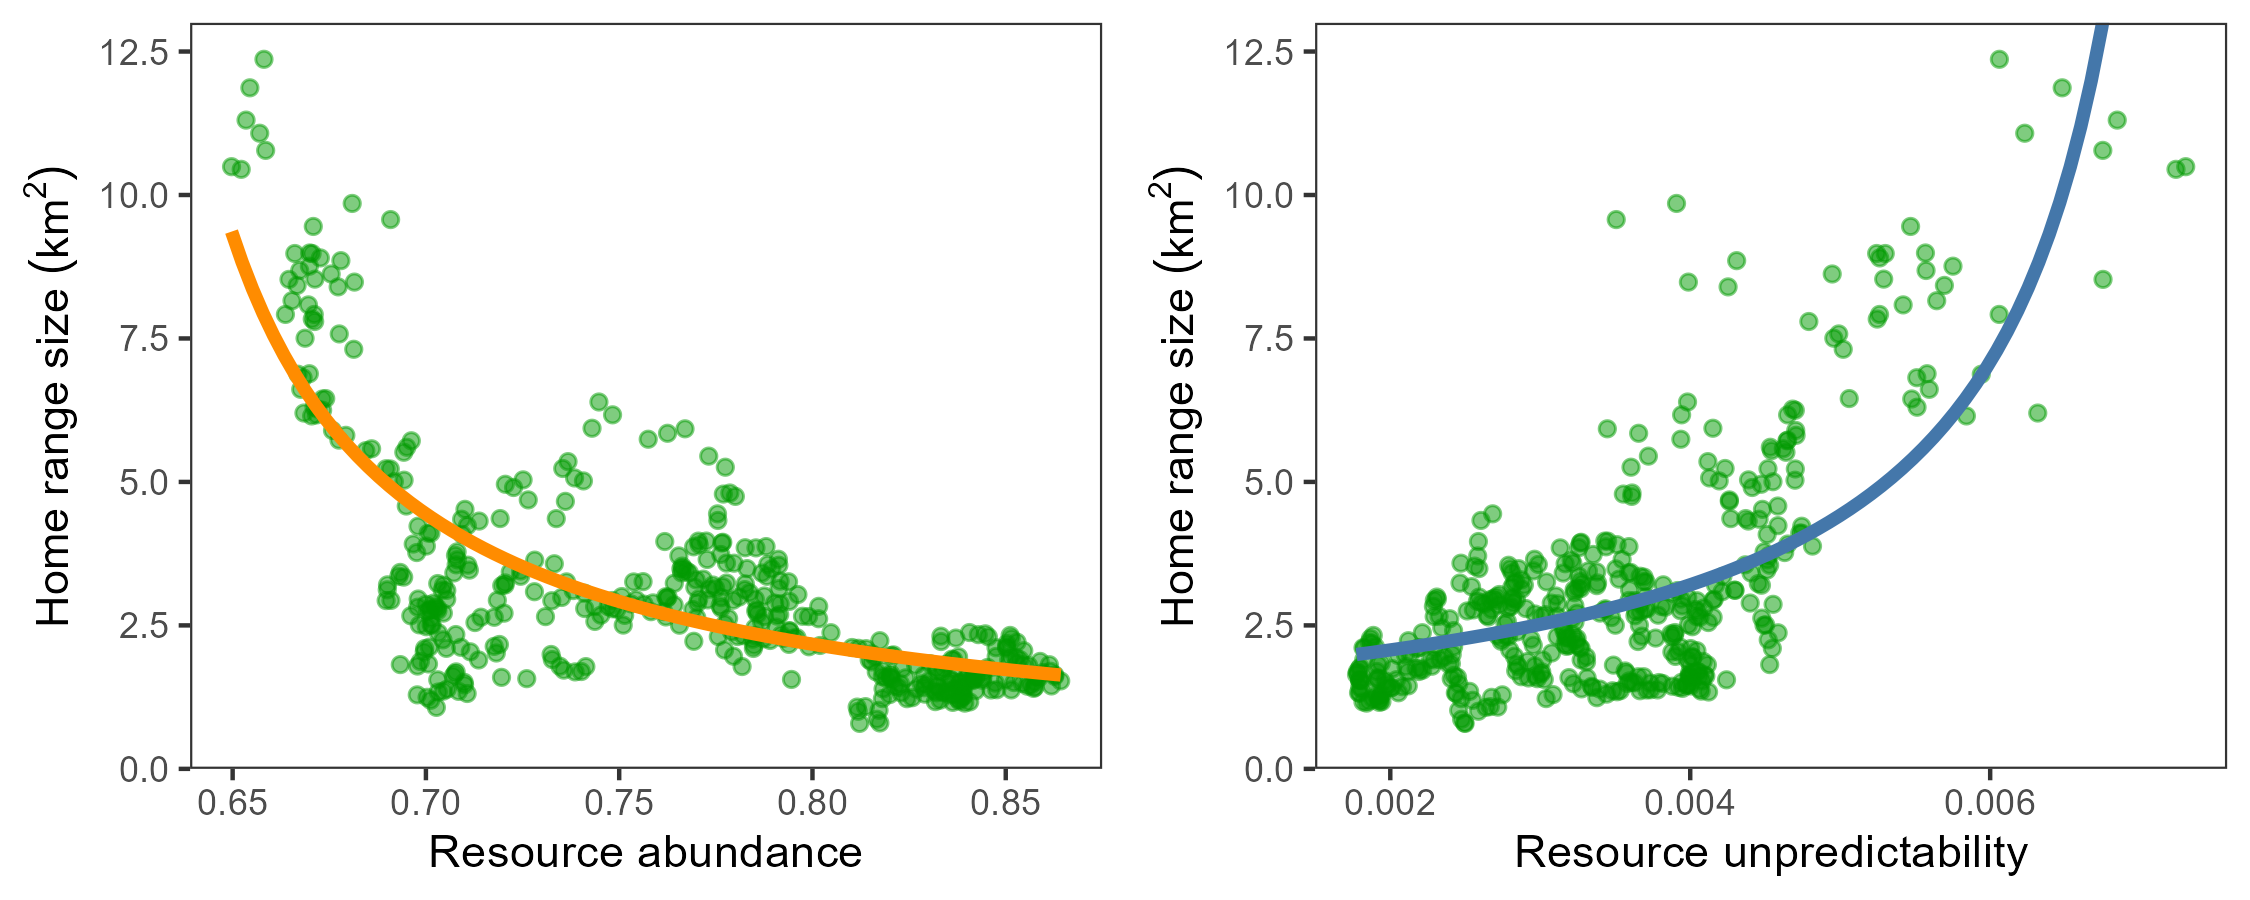 Home range size (km²)
12.5
10.0
7.5
5.0
2.5
0.0
0.65 0.70 0.75 0.80 0.85
Resource abundance
Home range size (km²)
12.5
10.0
7.5
5.0
2.5
0.0
0.002 0.004 0.006
Resource unpredictability